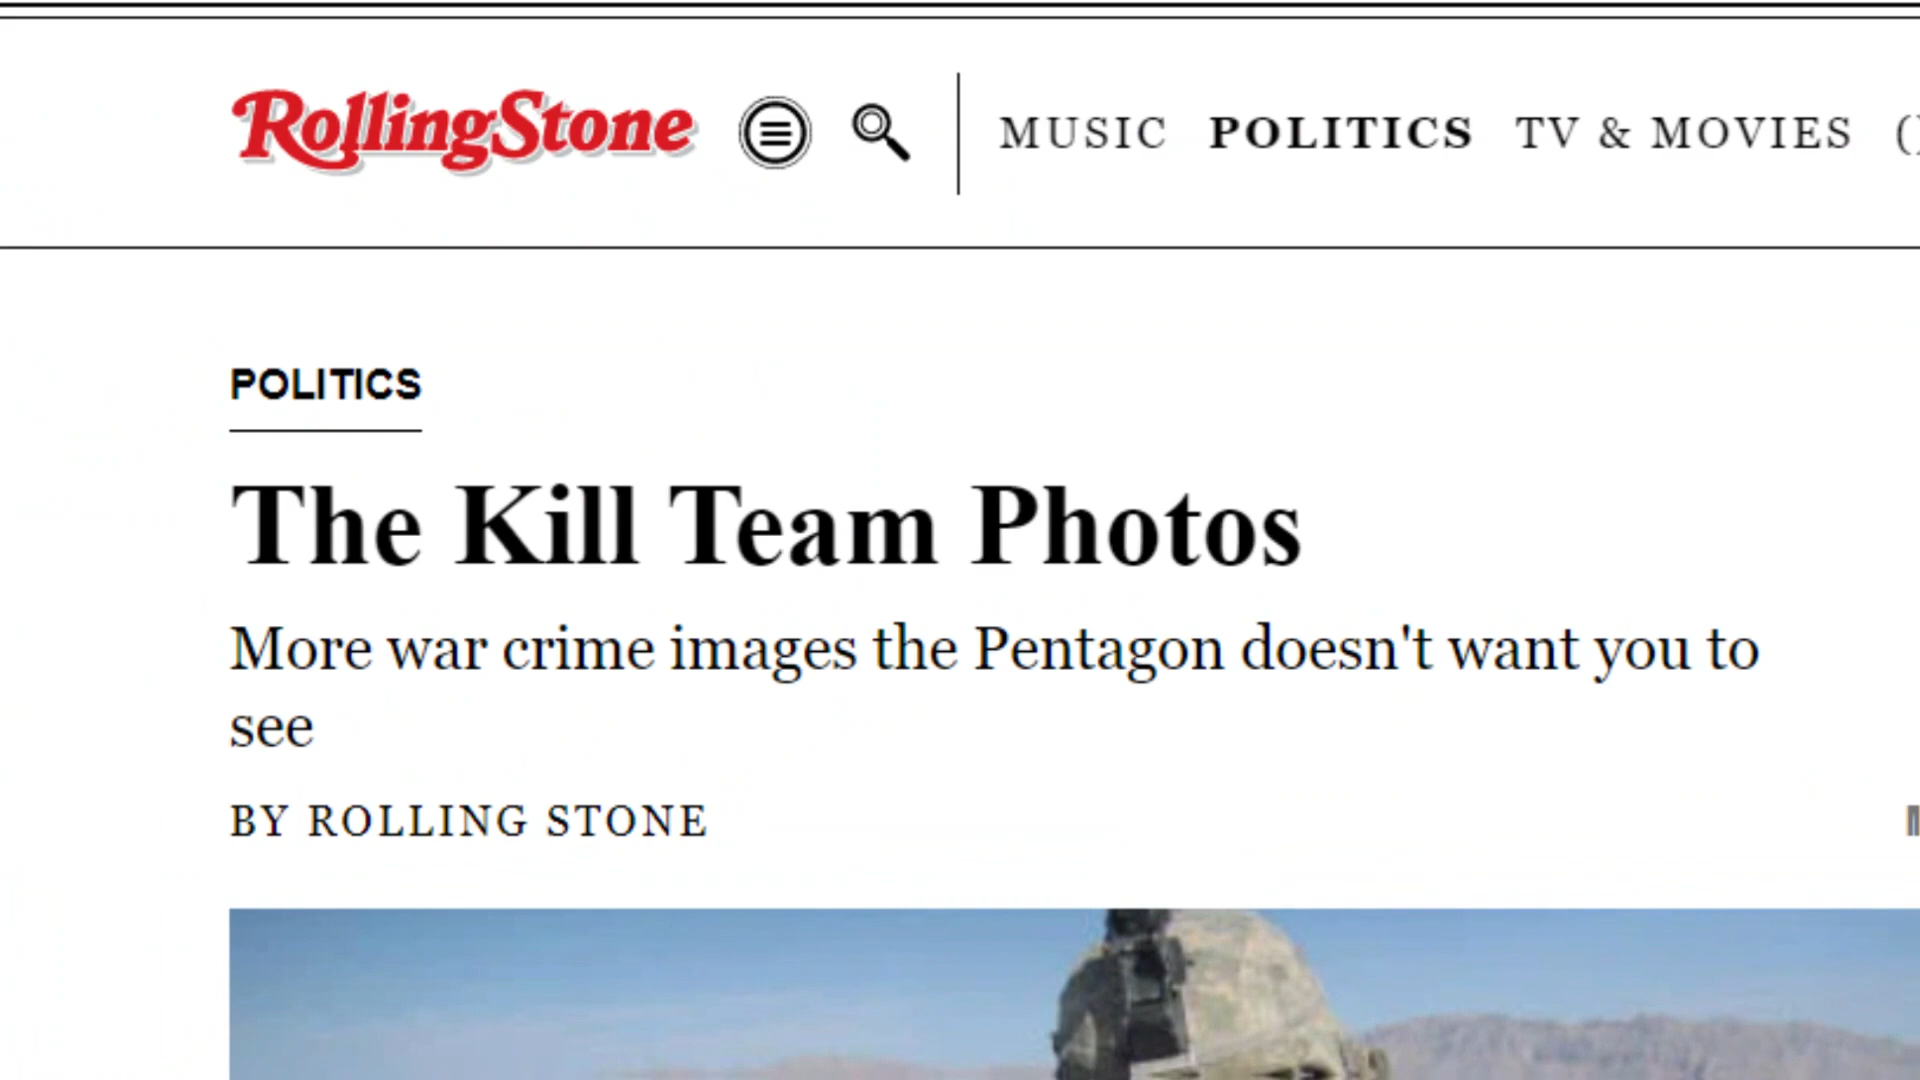 RollingStone
MUSIC POLITICS TV & MOVIES
POLITICS
The Kill Team Photos
More war crime images the Pentagon doesn't want you to
see
BY ROLLING STONE